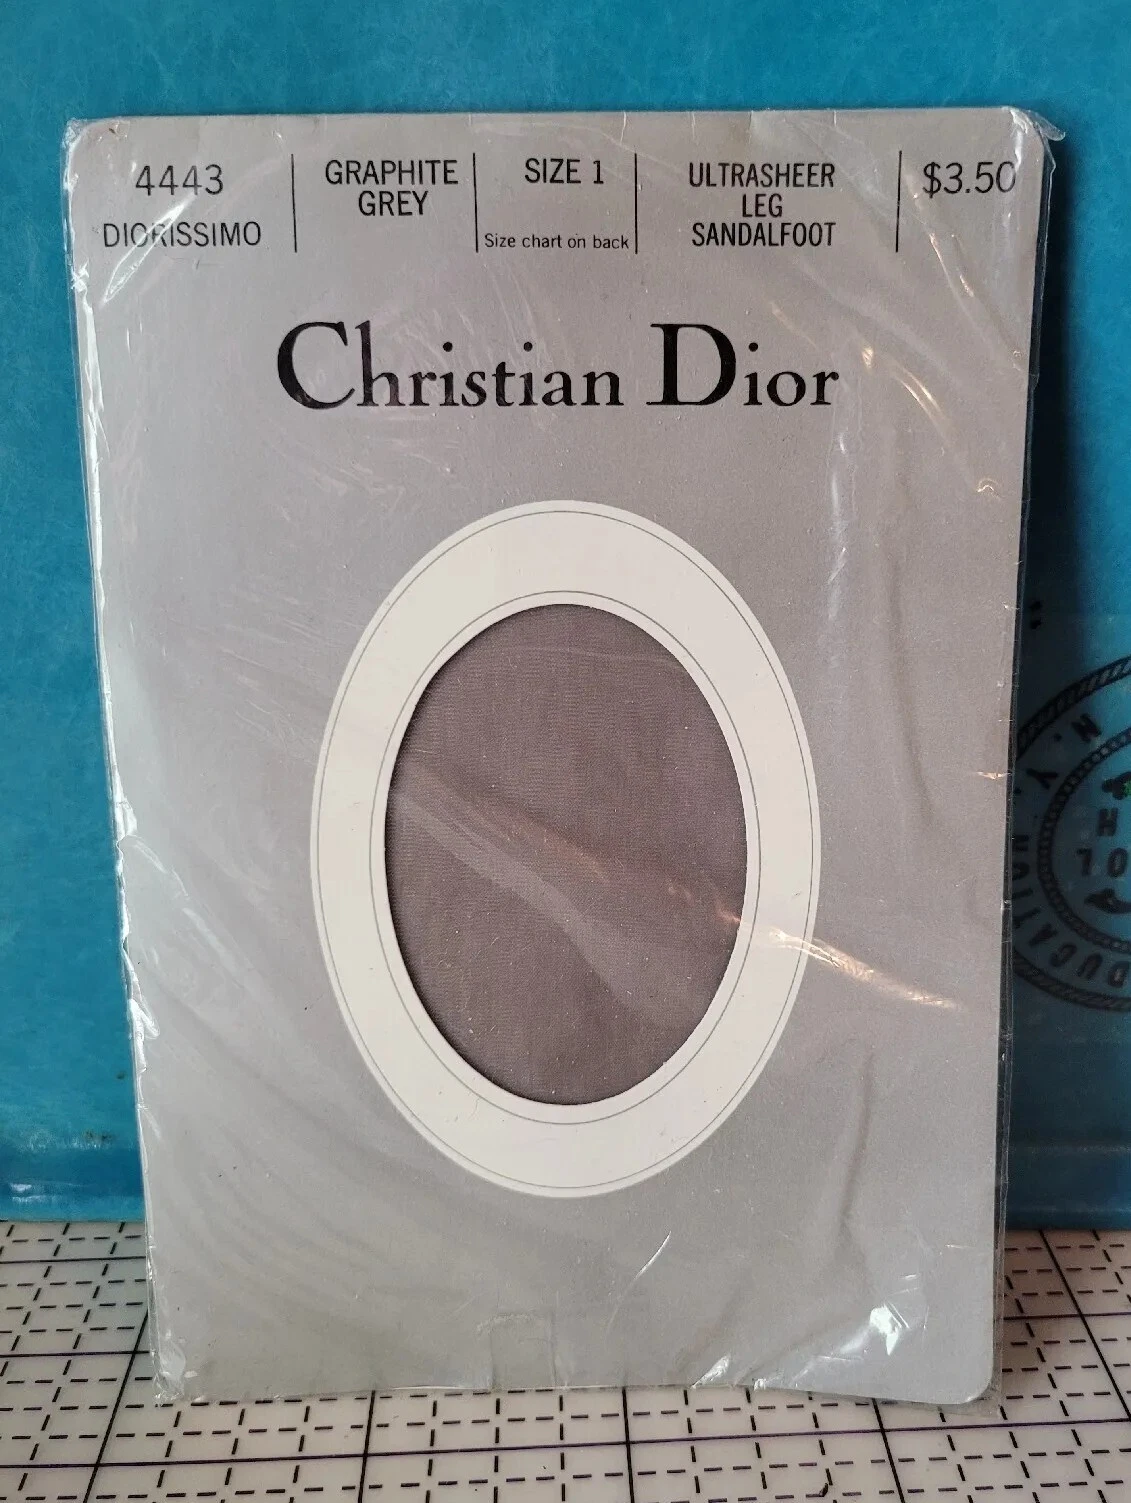 4443
DIORISSIMO
GRAPHITE
GREY
SIZE 1
Size chart on back
ULTRASHEER
LEG
SANDALFOOT
$3.50
Christian Dior